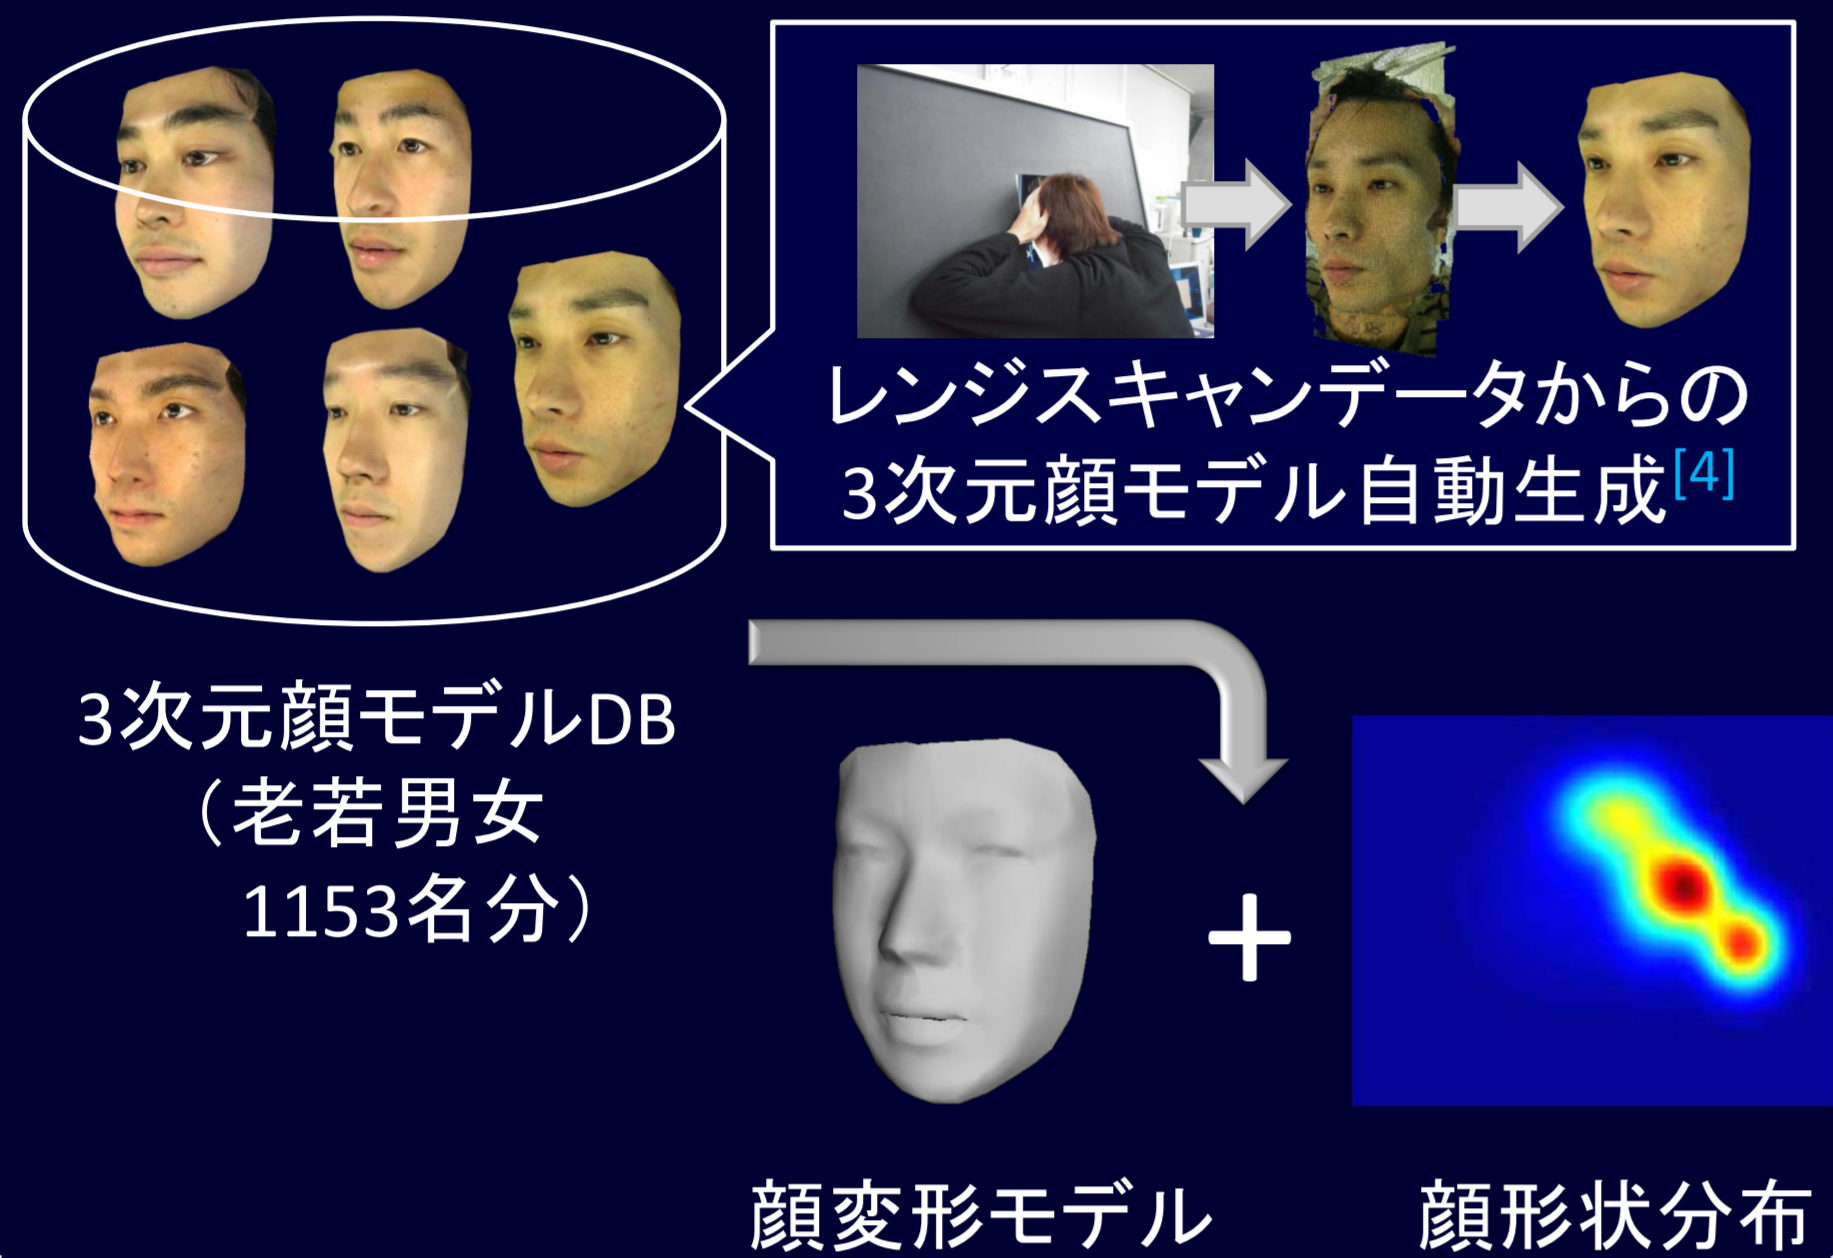 レンジスキャンデータからの
3次元顔モデル自動生成[4]
3次元顔モデルDB
（老若男女
1153名分）
顔変形モデル
+
顔形状分布